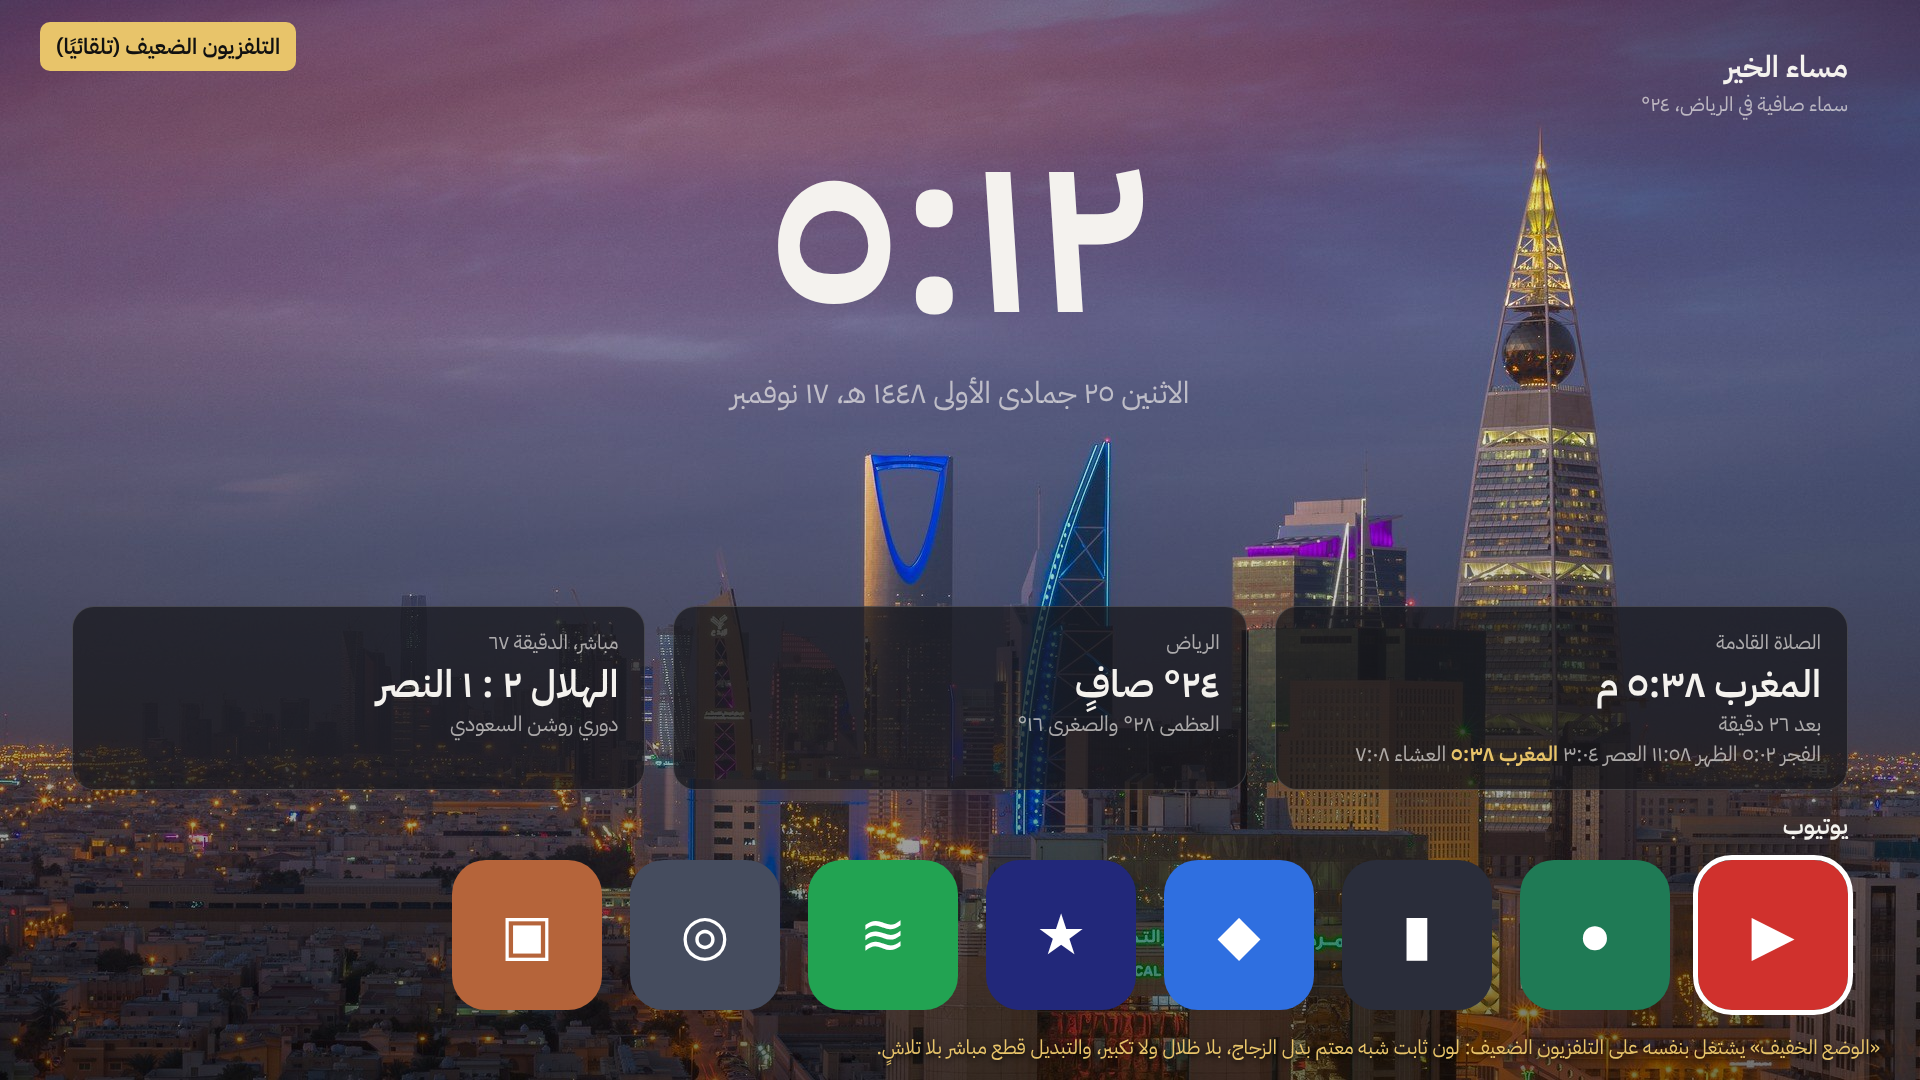 التلفزيون الضعيف (تلقائيًا)
مساء الخير
سماء صافية في الرياض، ٢٤°
٥:١٢
الاثنين ٢٥ جمادى الأولى ١٤٤٨ هـ، ١٧ نوفمبر
الصلاة القادمة
المغرب ٥:٣٨ م
بعد ٢٦ دقيقة
الفجر ٥:٠٢ الظهر ١١:٥٨ العصر ٣:٠٤ المغرب ٥:٣٨ العشاء ٧:٠٨
الرياض
٢٤° صافٍ
العظمى ٢٨° والصغرى ١٦°
مباشر، الدقيقة ٦٧
الهلال ٢ : ١ النصر
دوري روشن السعودي
يوتيوب
CAL
«الوضع الخفيف» يشتغل بنفسه على التلفزيون الضعيف: لون ثابت شبه معتم بدل الزجاج، بلا ظلال ولا تكبير، والتبديل قطع مباشر بلا تلاشٍ.